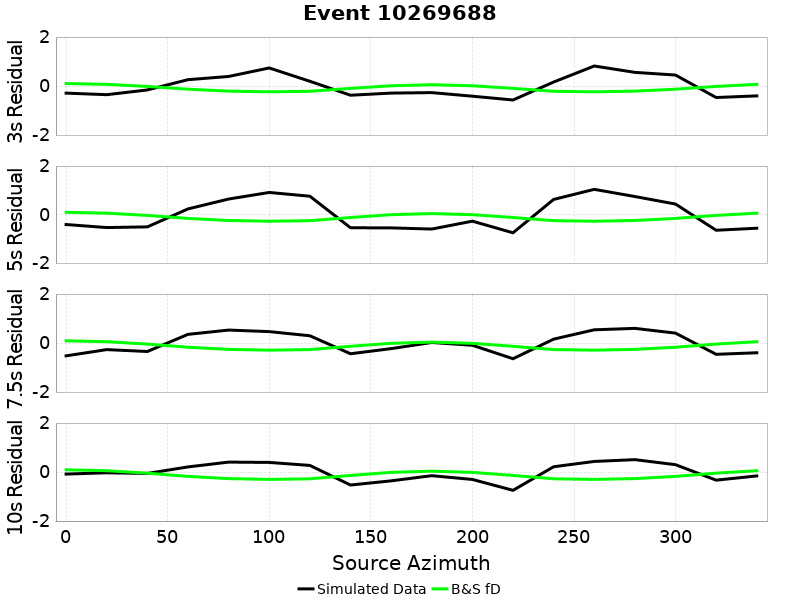 Event 10269688
3s Residual
2
0
-2
5s Residual
2
0
-2
7.5s Residual
2
0
-2
10s Residual
2
0
-2
0 50 100 150 200 250 300
Source Azimuth
Simulated Data B&S fD